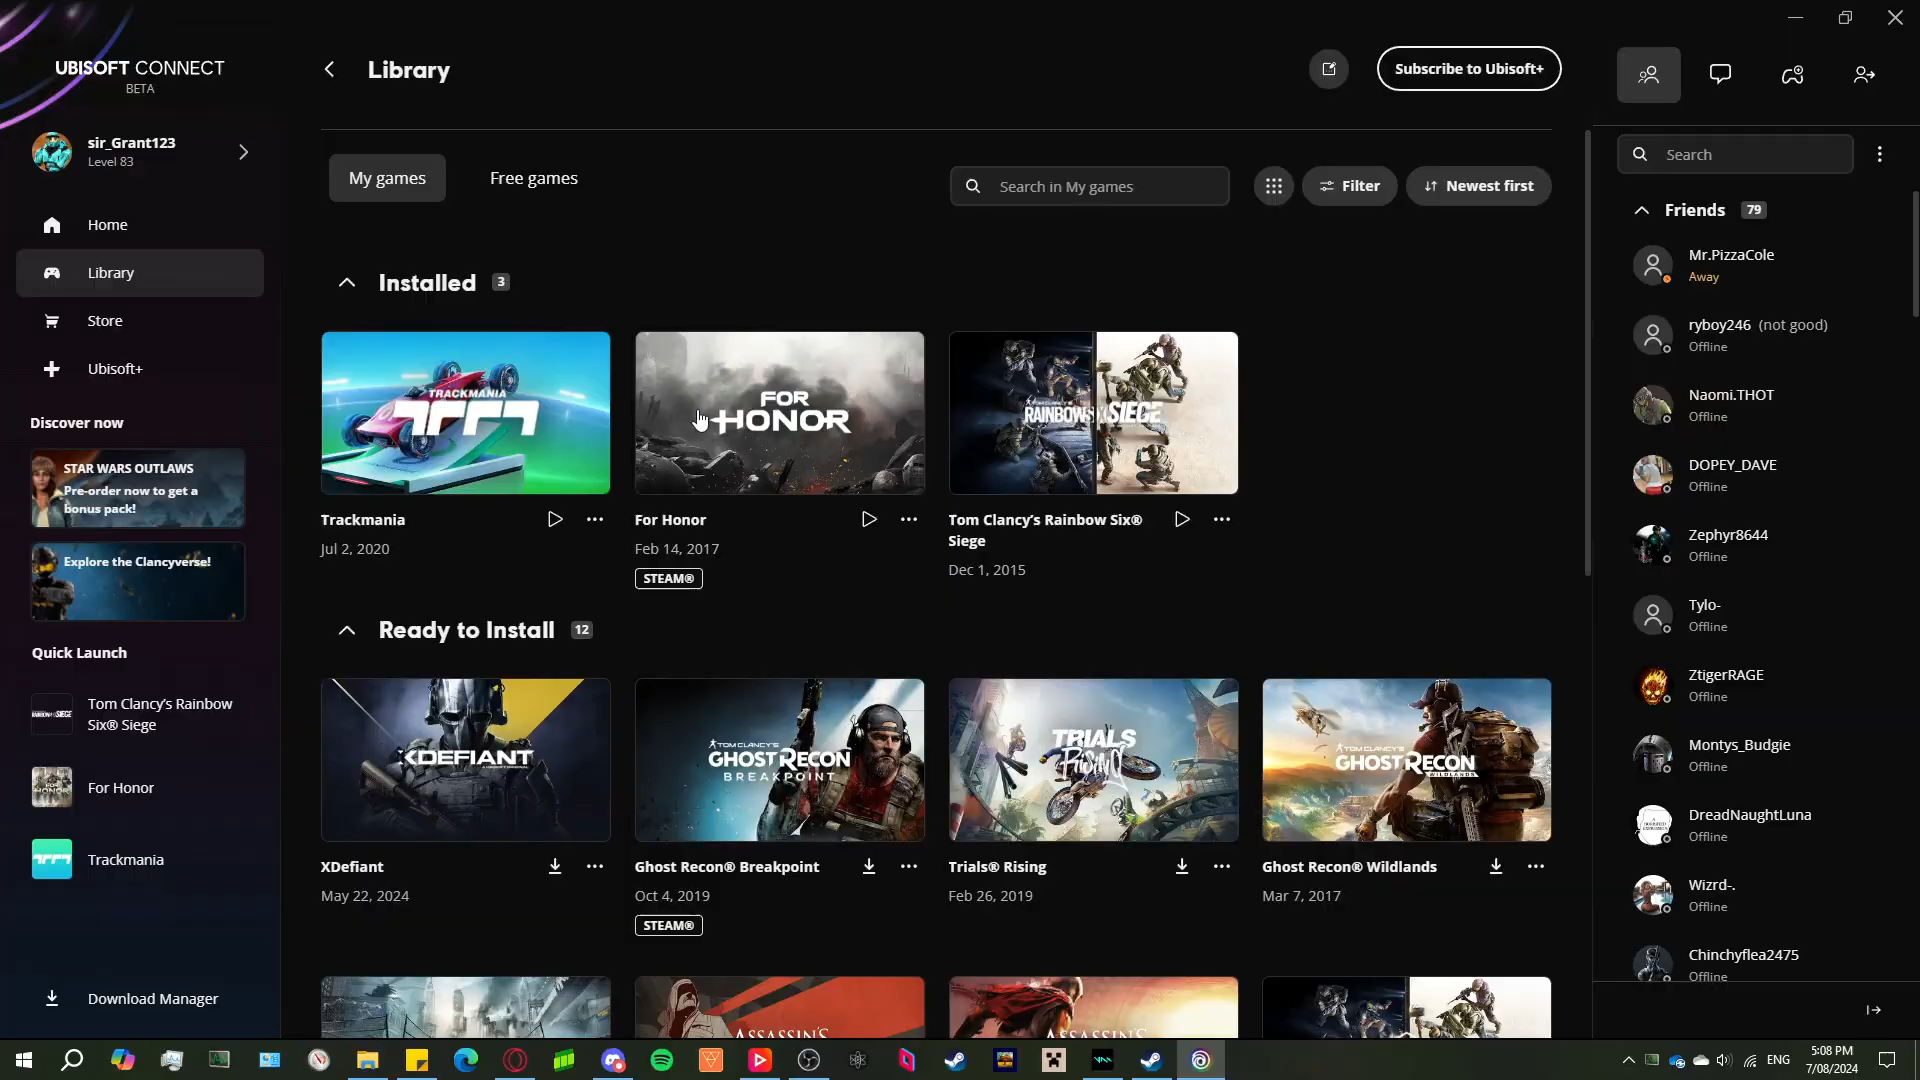 UBISOFT CONNECT
BETA
sir_Grant123
Level 83
Home
Library
Store
Ubisoft+
Discover now
STAR WARS OUTLAWS
Pre-order now to get a
bonus pack!
Explore the Clancyverse!
Quick Launch
Tom Clancy's Rainbow
Six® Siege
For Honor
Trackmania
Download Manager
Library
Subscribe to Ubisoft+
My games
Free games
Search in My games
Filter
Newest first
Installed 3
TRACKMANIA
FOR
HONOR
RAINBOW SIX SIEGE
Trackmania
Jul 2, 2020
For Honor
Feb 14, 2017
STEAM®
Tom Clancy's Rainbow Six®
Siege
Dec 1, 2015
Ready to Install 12
XDEFIANT
TOM CLANCY'S
GHOST RECON
BREAKPOINT
TRIALS
Rising
TOM CLANCY'S
GHOST RECON
WILDLANDS
XDefiant
May 22, 2024
Ghost Recon® Breakpoint
Oct 4, 2019
STEAM®
Trials® Rising
Feb 26, 2019
Ghost Recon® Wildlands
Mar 7, 2017
ASSASSIN'S
ASSASSIN'S
Search
Friends 79
Mr.PizzaCole
Away
ryboy246 (not good)
Offline
Naomi.THOT
Offline
DOPEY_DAVE
Offline
Zephyr8644
Offline
Tylo-
Offline
ZtigerRAGE
Offline
Montys_Budgie
Offline
DreadNaughtLuna
Offline
Wizrd-.
Offline
Chinchyflea2475
Offline
ENG
5:08 PM
7/08/2024